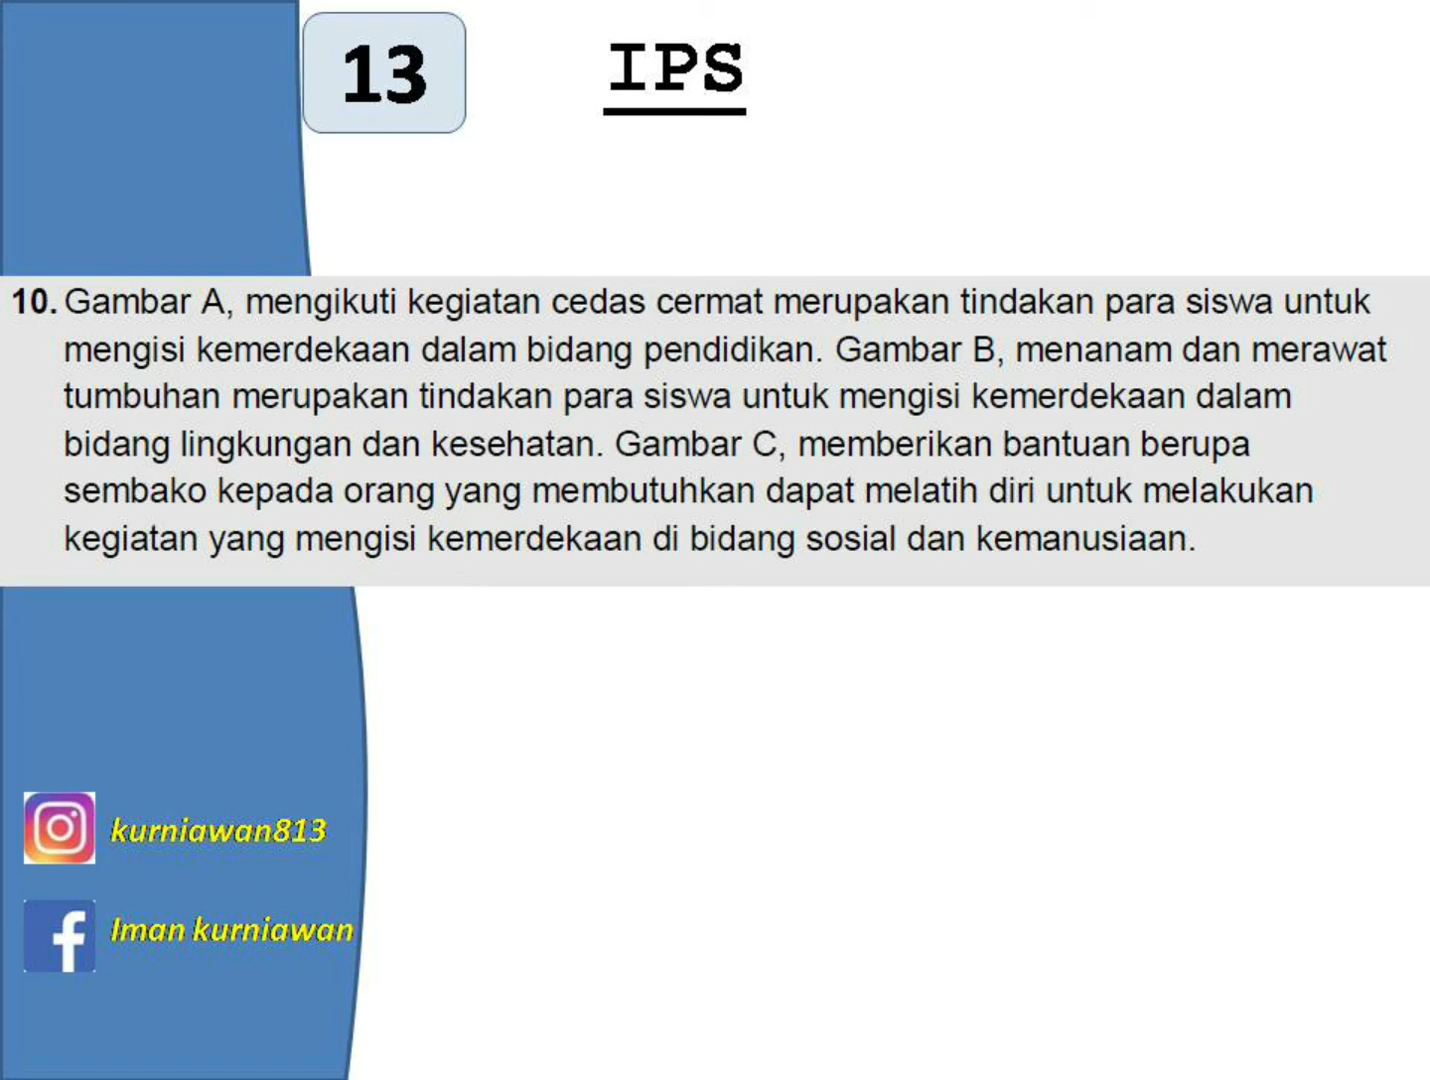 13
IPS
10. Gambar A, mengikuti kegiatan cedas cermat merupakan tindakan para siswa untuk
mengisi kemerdekaan dalam bidang pendidikan. Gambar B, menanam dan merawat
tumbuhan merupakan tindakan para siswa untuk mengisi kemerdekaan dalam
bidang lingkungan dan kesehatan. Gambar C, memberikan bantuan berupa
sembako kepada orang yang membutuhkan dapat melatih diri untuk melakukan
kegiatan yang mengisi kemerdekaan di bidang sosial dan kemanusiaan.
kurniawan813
Iman kurniawan